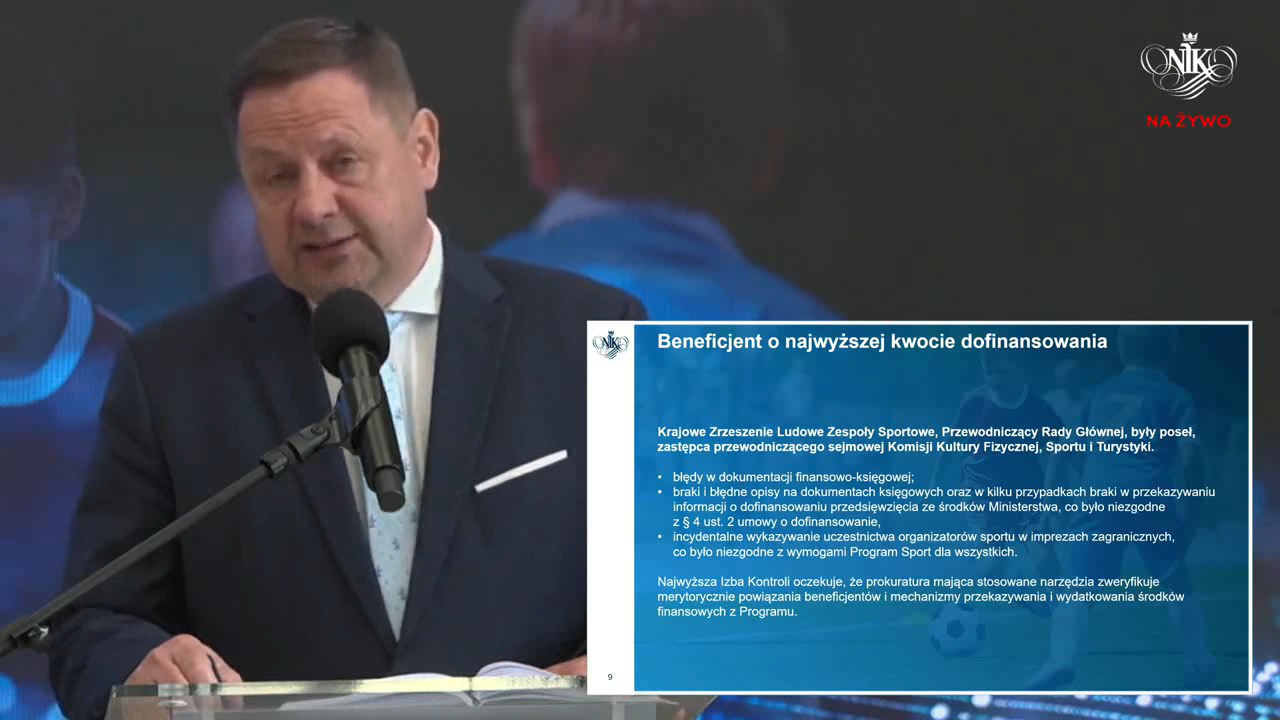 NIK
NA ŻYWO
NIK
Beneficjent o najwyższej kwocie dofinansowania
Krajowe Zrzeszenie Ludowe Zespoły Sportowe, Przewodniczący Rady Głównej, były poseł,
zastępca przewodniczącego sejmowej Komisji Kultury Fizycznej, Sportu i Turystyki.
• błędy w dokumentacji finansowo-księgowej;
• braki i błędne opisy na dokumentach księgowych oraz w kilku przypadkach braki w przekazywaniu
informacji o dofinansowaniu przedsięwzięcia ze środków Ministerstwa, co było niezgodne
z § 4 ust. 2 umowy o dofinansowanie,
• incydentalne wykazywanie uczestnictwa organizatorów sportu w imprezach zagranicznych,
co było niezgodne z wymogami Program Sport dla wszystkich.
Najwyższa Izba Kontroli oczekuje, że prokuratura mająca stosowane narzędzia zweryfikuje
merytorycznie powiązania beneficjentów i mechanizmy przekazywania i wydatkowania środków
finansowych z Programu.
9